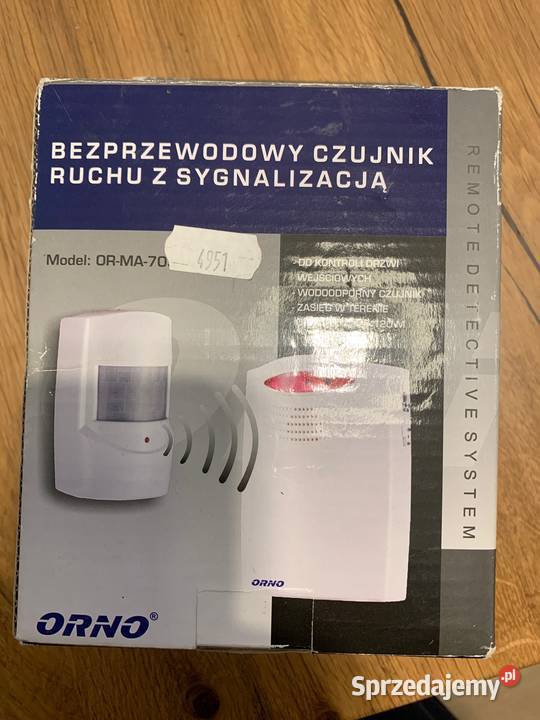 BEZPRZEWODOWY CZUJNIK
RUCHU Z SYGNALIZACJĄ
Model: OR-MA-70
4951
- DO KONTROLI DRZWI
WEJŚCIOWYCH
- WODOODPORNY CZUJNIK
- ZASIĘG W TERENIE
120M
REMOTE DETECTIVE SYSTEM
ORNO
ORNO®
Sprzedajemy.pl